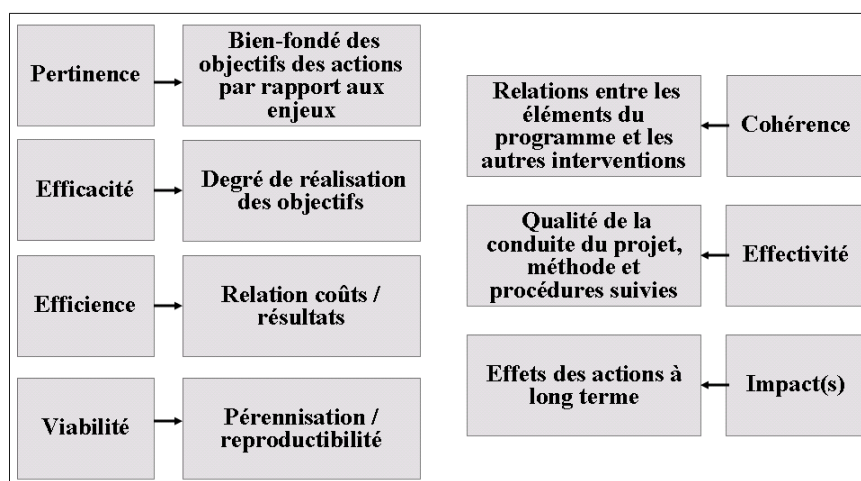 Pertinence
Bien-fondé des
objectifs des actions
par rapport aux
enjeux
Efficacité
Degré de réalisation
des objectifs
Efficience
Relation coûts /
résultats
Viabilité
Pérennisation /
reproductibilité
Relations entre les
éléments du
programme et les
autres interventions
Cohérence
Qualité de la
conduite du projet,
méthode et
procédures suivies
Effectivité
Effets des actions à
long terme
Impact(s)